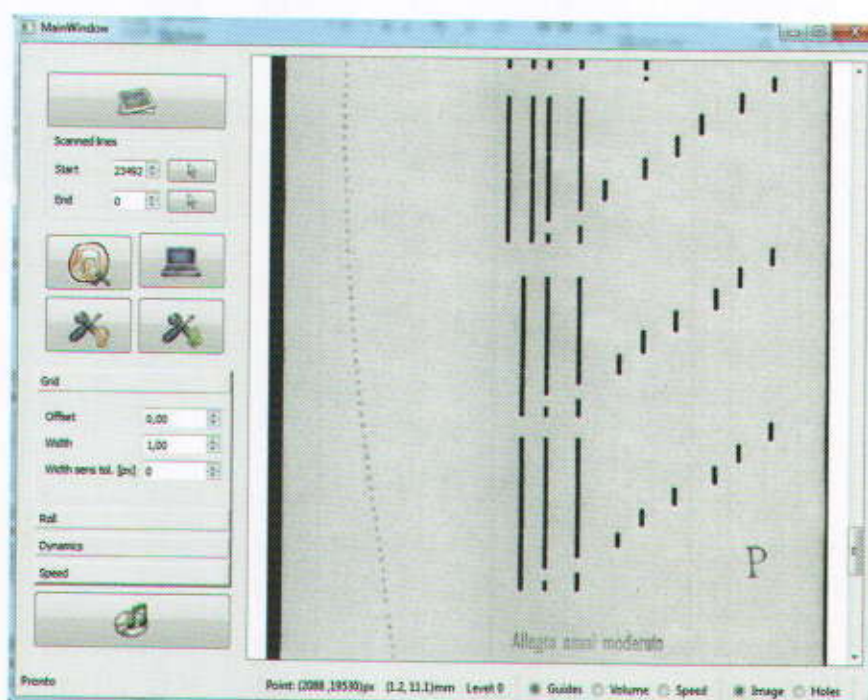 MainWindow
Scanned lines
Start 23492
End 0
Grid
Offset 0,00
Width 1,00
Width sens tol. [px] 0
Roll
Dynamics
Speed
P
Allegro assai moderato
Pronto Point: (2088 ,19530)px (1.2, 11.1)mm Level 0 Guides Volume Speed Image Holes